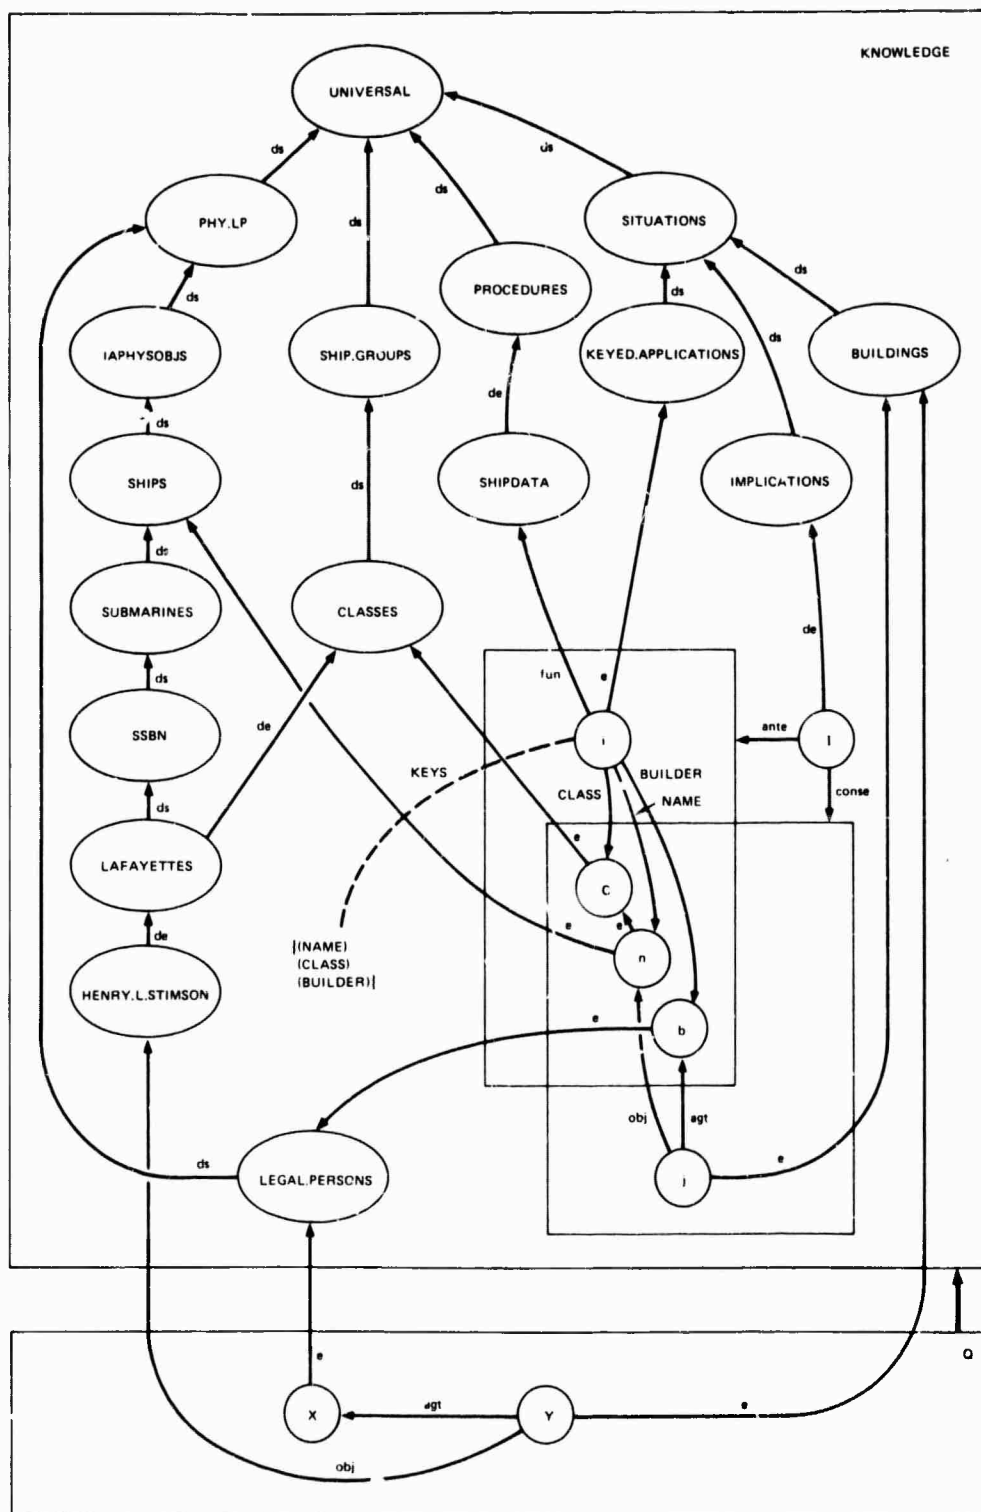 KNOWLEDGE
UNIVERSAL
ds
ds
ds
ds
PHY.LP
SITUATIONS
ds
PROCEDURES
ds
ds
ds
IAPHYSOBJS
SHIP.GROUPS
KEYED.APPLICATIONS
BUILDINGS
de
ds
ds
SHIPS
SHIPDATA
IMPLICATIONS
ds
ds
SUBMARINES
CLASSES
de
ds
fun
e
SSBN
de
ante
I
KEYS
BUILDER
conse
CLASS
NAME
ds
e
LAFAYETTES
C
de
e
e
{(NAME)
(CLASS)
(BUILDER)}
n
HENRY.L.STIMSON
e
b
obj
agt
ds
e
LEGAL.PERSONS
j
e
Q
X
agt
Y
e
obj